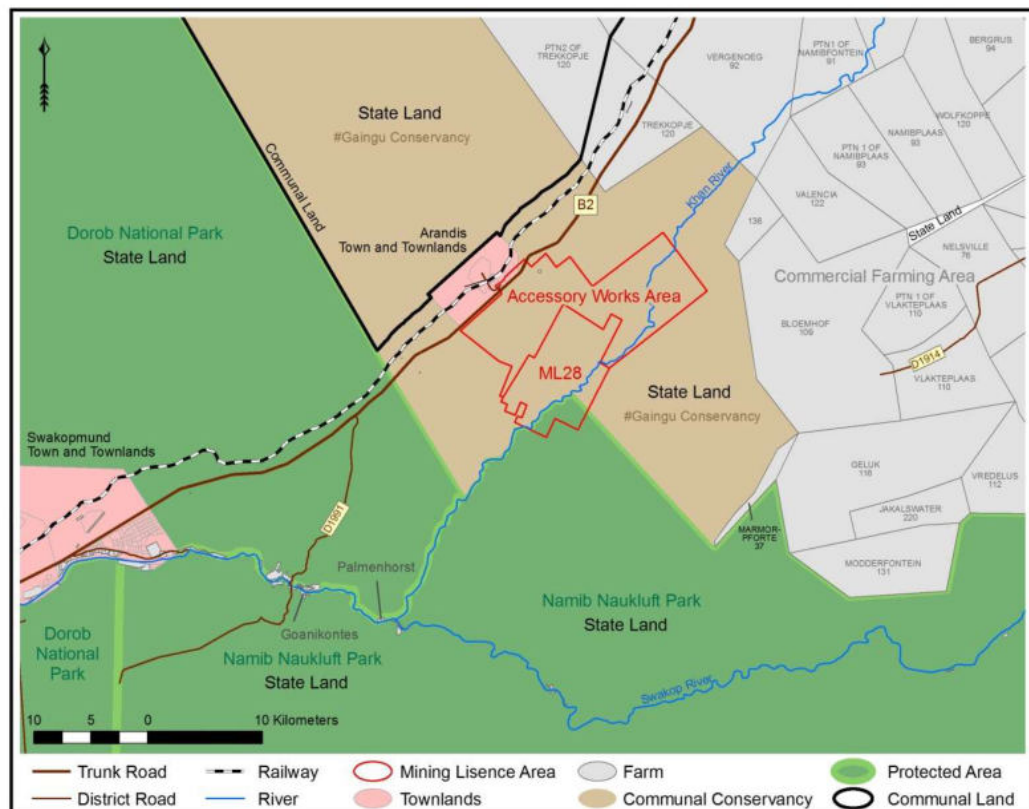 PTN2 OF
TREKKOPJE
120
VERGENOEG
92
PTN1 OF
NAMIBFONTEIN
91
BERGRUS
94
State Land
#Gaingu Conservancy
TREKKOPJE
120
WOLFKOPPE
120
NAMIBPLAAS
93
PTN 1 OF
NAMIBPLAAS
93
Communal Land
Khan River
B2
VALENCIA
122
Dorob National Park
State Land
Arandis
Town and Townlands
136
State Land
NELSVILLE
76
Accessory Works Area
Commercial Farming Area
PTN 1 OF
VLAKTEPLAAS
110
BLOEMHOF
109
D1914
ML28
VLAKTEPLAAS
110
State Land
#Gaingu Conservancy
Swakopmund
Town and Townlands
GELUK
116
VREDELUS
112
D1991
JAKALSWATER
220
MARMOR-
PFORTE
37
MODDERFONTEIN
131
Palmenhorst
Goanikontes
Namib Naukluft Park
State Land
Dorob
National
Park
Namib Naukluft Park
State Land
Swakop River
10 5 0 10 Kilometers
Trunk Road Railway Mining Lisence Area Farm Protected Area
District Road River Townlands Communal Conservancy Communal Land